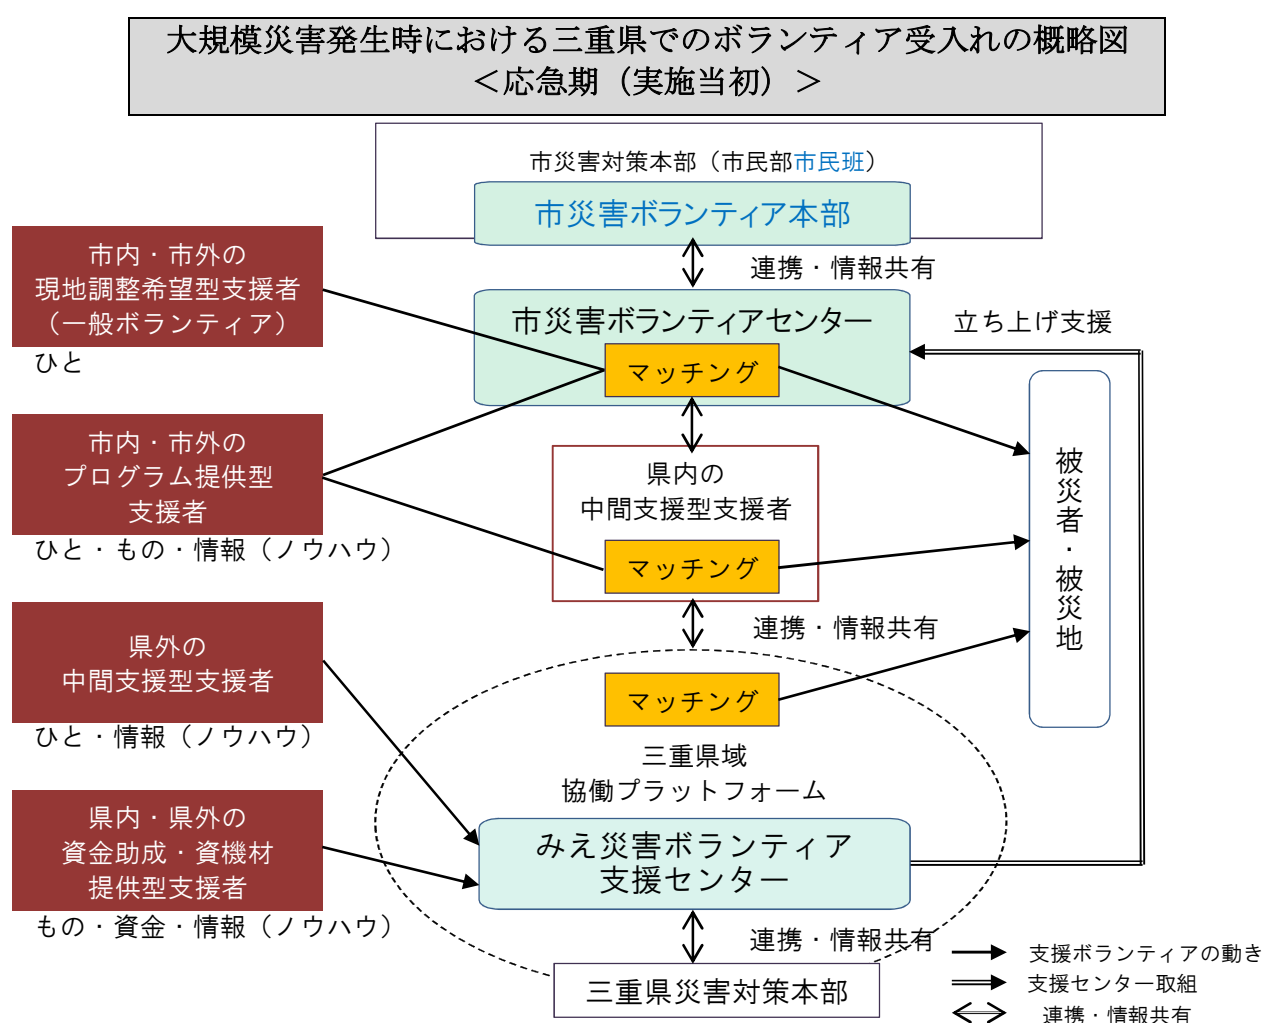 大規模災害発生時における三重県でのボランティア受入れの概略図
＜応急期（実施当初）＞
市災害対策本部（市民部市民班）
市災害ボランティア本部
連携・情報共有
市内・市外の
現地調整希望型支援者
（一般ボランティア）
ひと
市災害ボランティアセンター
マッチング
立ち上げ支援
市内・市外の
プログラム提供型
支援者
ひと・もの・情報（ノウハウ）
県内の
中間支援型支援者
マッチング
被災者・被災地
連携・情報共有
県外の
中間支援型支援者
ひと・情報（ノウハウ）
マッチング
三重県域
協働プラットフォーム
県内・県外の
資金助成・資機材
提供型支援者
もの・資金・情報（ノウハウ）
みえ災害ボランティア
支援センター
連携・情報共有
三重県災害対策本部
支援ボランティアの動き
支援センター取組
連携・情報共有